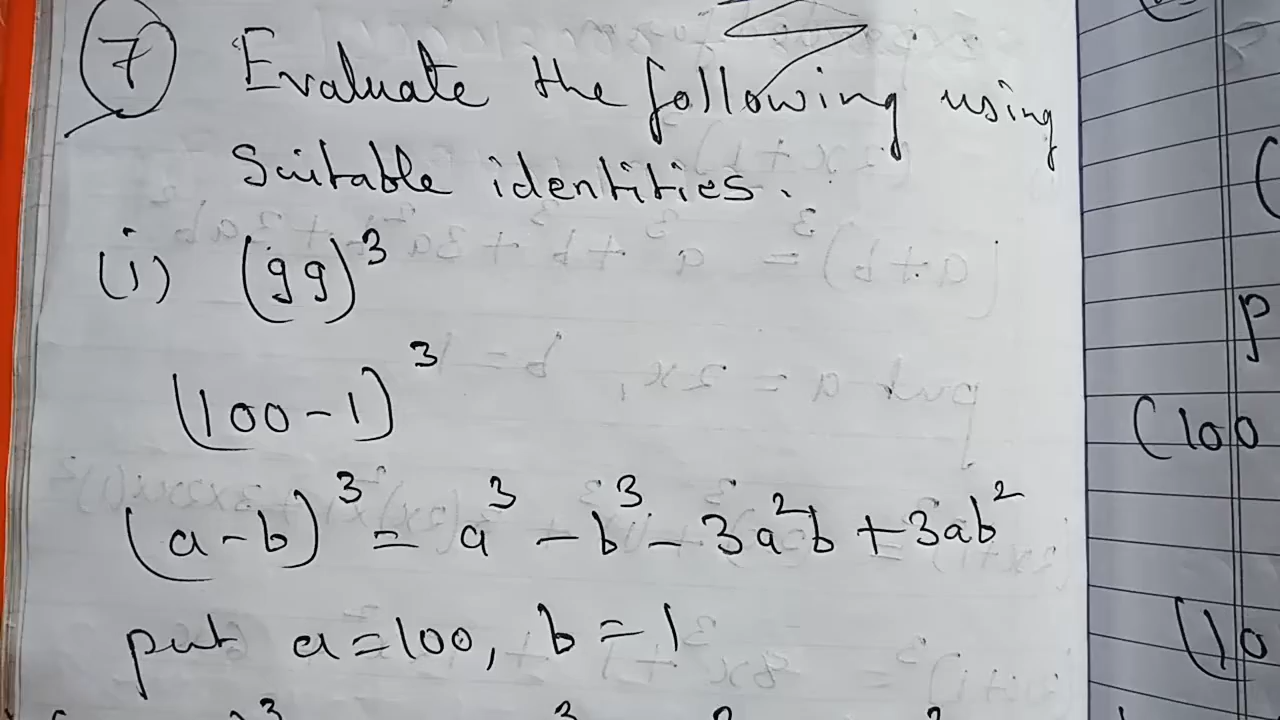 7 Evaluate the following using
Suitable identities.
(i) (99)³
(100-1)³
(a-b)³ = a³ - b³ - 3a²b + 3ab²
put a=100, b=1
P
(100
(10